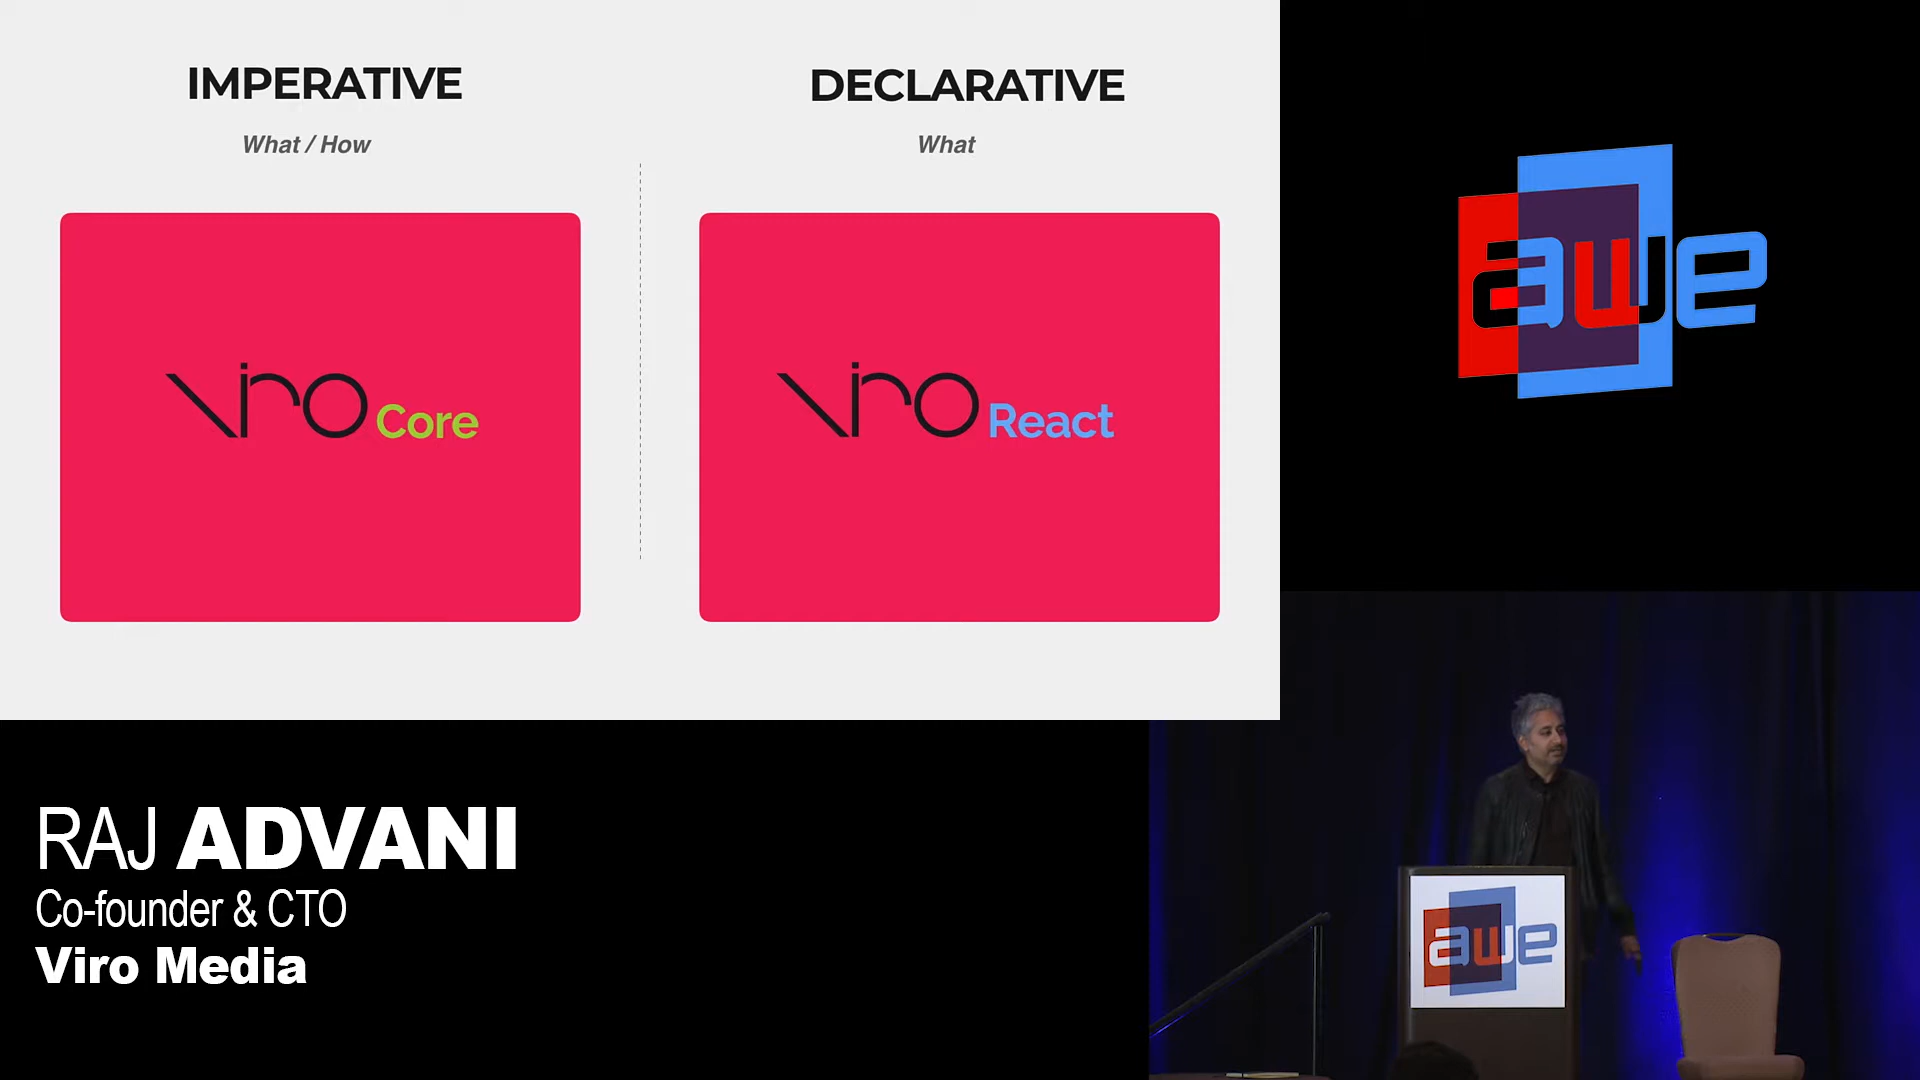 IMPERATIVE
What / How
viro Core
DECLARATIVE
What
viro React
awe
RAJ ADVANI
Co-founder & CTO
Viro Media
awe